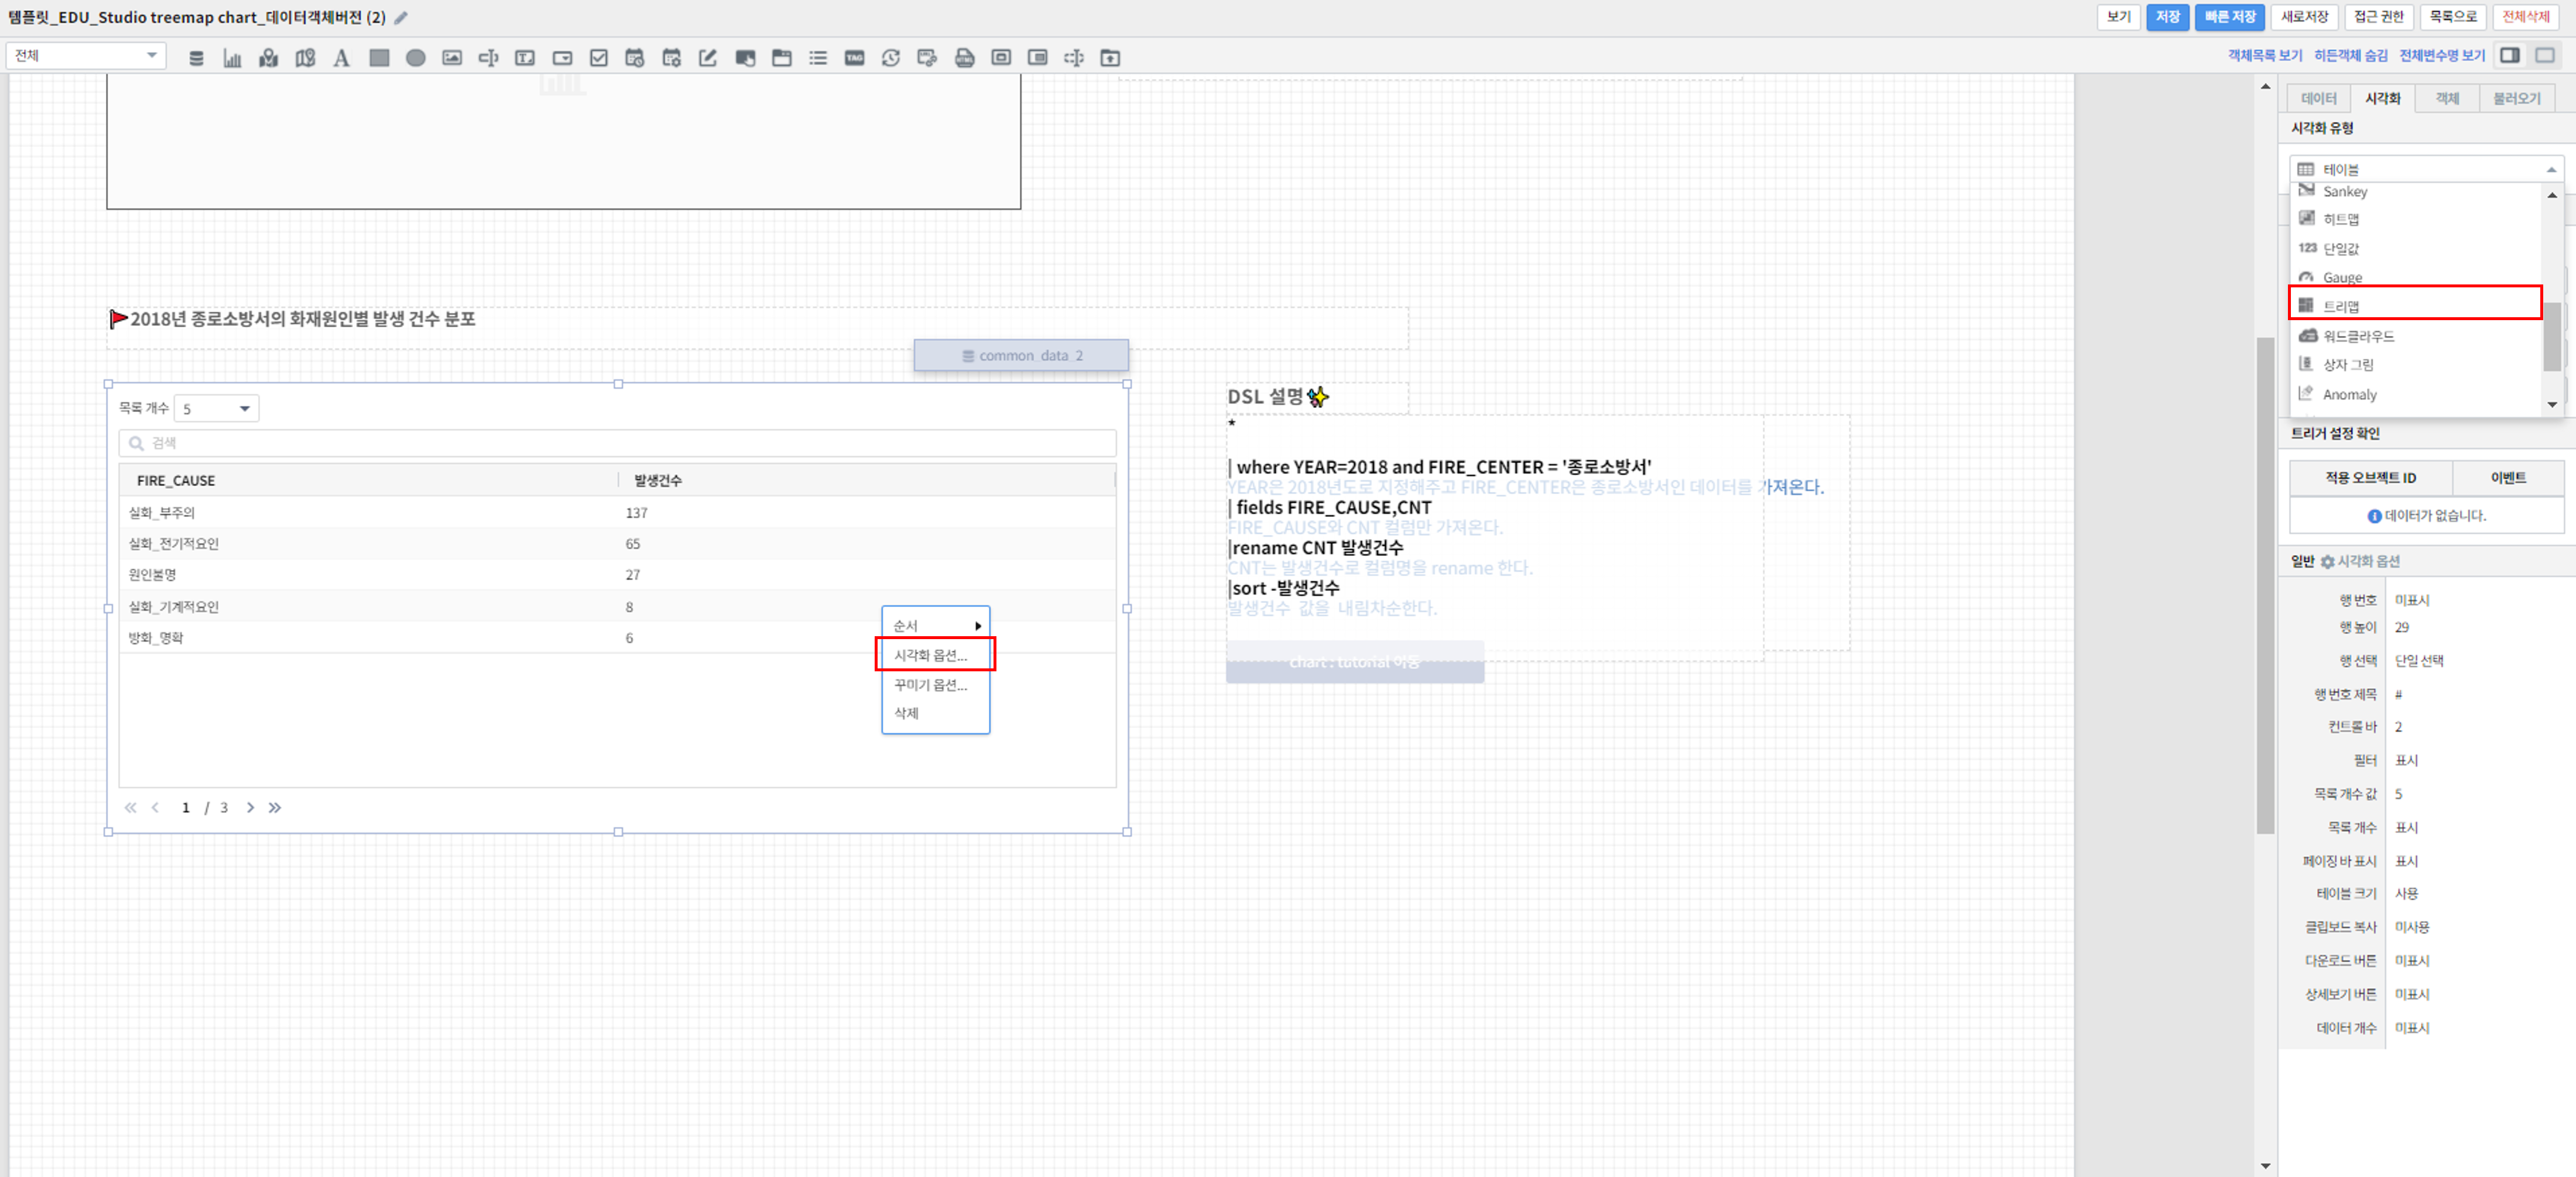 템플릿_EDU_Studio treemap chart_데이터객체버전 (2)
보기 저장 빠른 저장 새로저장 접근 권한 목록으로 전체삭제
전체
객체목록 보기 히든객체 숨김 전체변수명 보기
데이터 시각화 객체 불러오기
시각화 유형
테이블
Sankey
히트맵
123 단일값
Gauge
트리맵
워드클라우드
상자 그림
Anomaly
2018년 종로소방서의 화재원인별 발생 건수 분포
common_data_2
목록 개수 5
검색
FIRE_CAUSE 발생건수
실화_부주의 137
실화_전기적요인 65
원인불명 27
실화_기계적요인 8
방화_명확 6
« ‹ 1 / 3 › »
순서
시각화 옵션...
꾸미기 옵션...
삭제
DSL 설명
*
| where YEAR=2018 and FIRE_CENTER = '종로소방서'
YEAR은 2018년도로 지정해주고 FIRE_CENTER은 종로소방서인 데이터를 가져온다.
| fields FIRE_CAUSE,CNT
FIRE_CAUSE와 CNT 컬럼만 가져온다.
|rename CNT 발생건수
CNT는 발생건수로 컬럼명을 rename 한다.
|sort -발생건수
발생건수 값을 내림차순한다.
chart : tutorial 이동
트리거 설정 확인
적용 오브젝트 ID 이벤트
데이터가 없습니다.
일반 시각화 옵션
행 번호 미표시
행 높이 29
행 선택 단일 선택
행 번호 제목 #
컨트롤 바 2
필터 표시
목록 개수 값 5
목록 개수 표시
페이징 바 표시 표시
테이블 크기 사용
클립보드 복사 미사용
다운로드 버튼 미표시
상세보기 버튼 미표시
데이터 개수 미표시